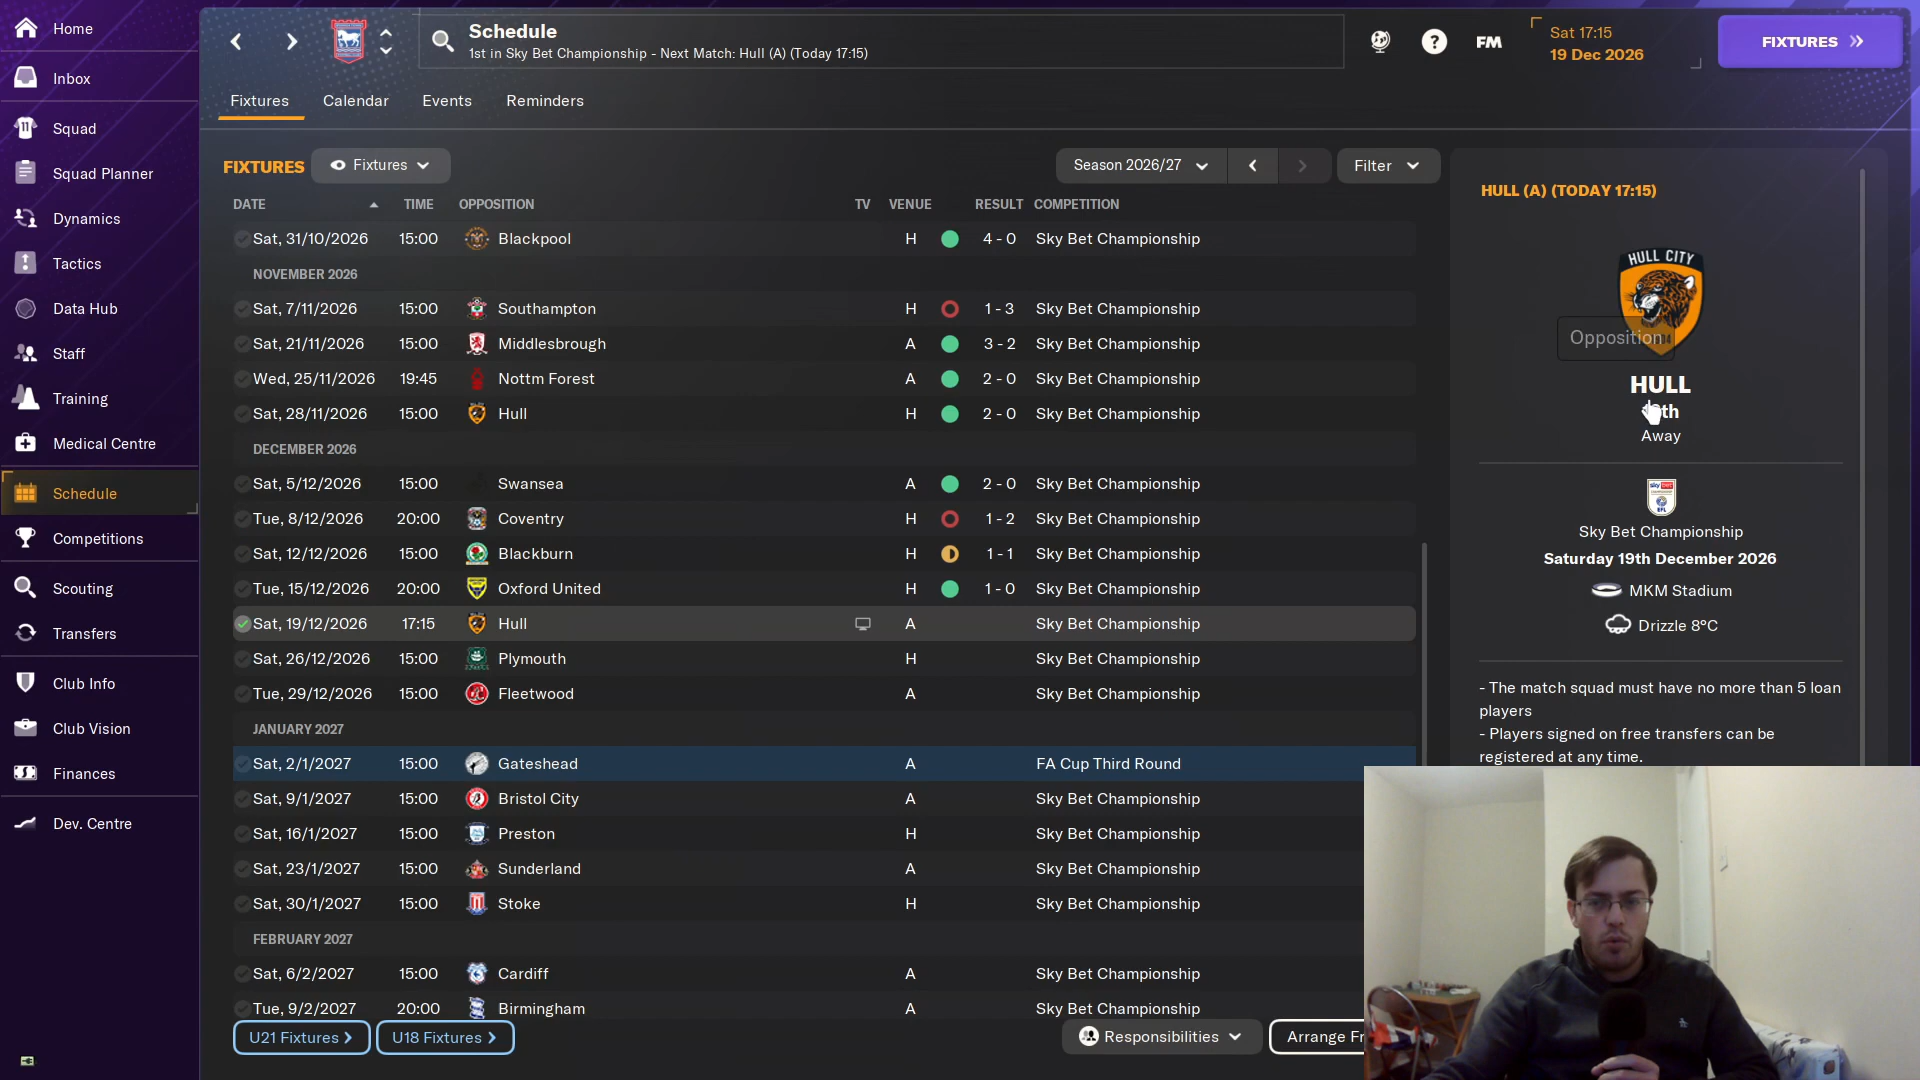 Home
Inbox
Squad
Squad Planner
Dynamics
Tactics
Data Hub
Staff
Training
Medical Centre
Schedule
Competitions
Scouting
Transfers
Club Info
Club Vision
Finances
Dev. Centre
Schedule
1st in Sky Bet Championship - Next Match: Hull (A) (Today 17:15)
FM
Sat 17:15
19 Dec 2026
FIXTURES
Fixtures Calendar Events Reminders
FIXTURES Fixtures Season 2026/27 Filter
DATE TIME OPPOSITION TV VENUE RESULT COMPETITION
Sat, 31/10/2026 15:00 Blackpool H 4 - 0 Sky Bet Championship
NOVEMBER 2026
Sat, 7/11/2026 15:00 Southampton H 1 - 3 Sky Bet Championship
Sat, 21/11/2026 15:00 Middlesbrough A 3 - 2 Sky Bet Championship
Wed, 25/11/2026 19:45 Nottm Forest A 2 - 0 Sky Bet Championship
Sat, 28/11/2026 15:00 Hull H 2 - 0 Sky Bet Championship
DECEMBER 2026
Sat, 5/12/2026 15:00 Swansea A 2 - 0 Sky Bet Championship
Tue, 8/12/2026 20:00 Coventry H 1 - 2 Sky Bet Championship
Sat, 12/12/2026 15:00 Blackburn H 1 - 1 Sky Bet Championship
Tue, 15/12/2026 20:00 Oxford United H 1 - 0 Sky Bet Championship
Sat, 19/12/2026 17:15 Hull A Sky Bet Championship
Sat, 26/12/2026 15:00 Plymouth H Sky Bet Championship
Tue, 29/12/2026 15:00 Fleetwood A Sky Bet Championship
JANUARY 2027
Sat, 2/1/2027 15:00 Gateshead A FA Cup Third Round
Sat, 9/1/2027 15:00 Bristol City A Sky Bet Championship
Sat, 16/1/2027 15:00 Preston H Sky Bet Championship
Sat, 23/1/2027 15:00 Sunderland A Sky Bet Championship
Sat, 30/1/2027 15:00 Stoke H Sky Bet Championship
FEBRUARY 2027
Sat, 6/2/2027 15:00 Cardiff A Sky Bet Championship
Tue, 9/2/2027 20:00 Birmingham A Sky Bet Championship
U21 Fixtures U18 Fixtures Responsibilities Arrange Fr
HULL (A) (TODAY 17:15)
HULL CITY
Opposition
HULL
th
Away
sky bet
EFL
Sky Bet Championship
Saturday 19th December 2026
MKM Stadium
Drizzle 8°C
- The match squad must have no more than 5 loan
players
- Players signed on free transfers can be
registered at any time.